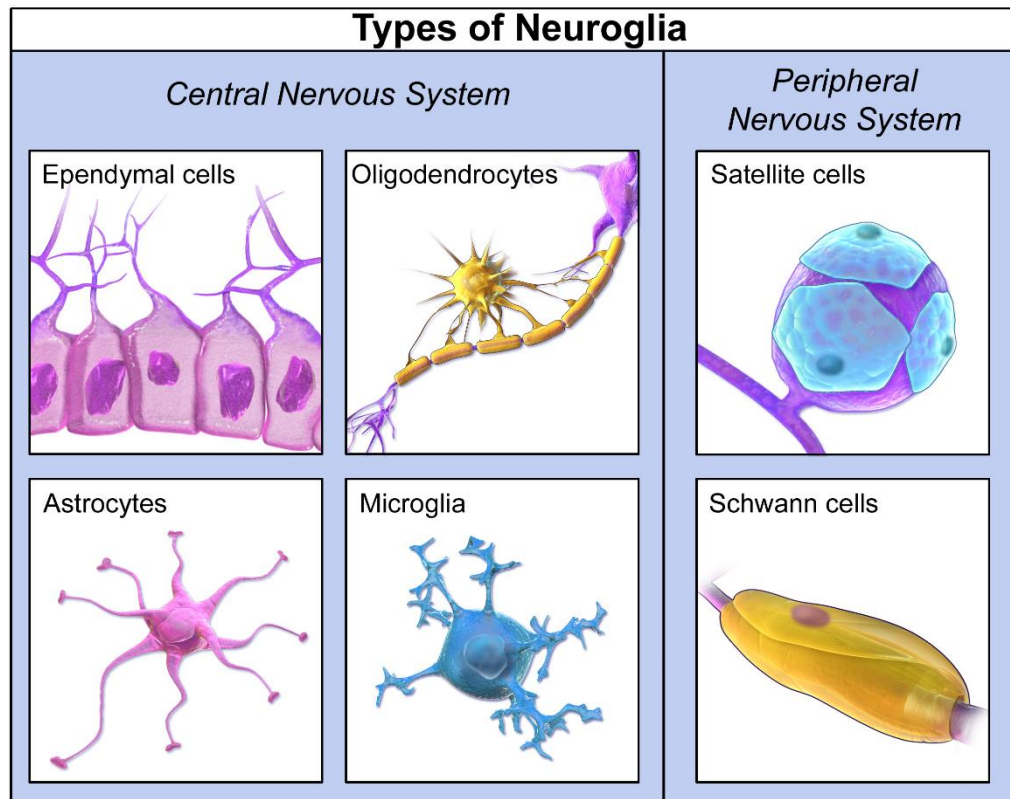 Types of Neuroglia
Central Nervous System
Ependymal cells
Oligodendrocytes
Astrocytes
Microglia
Peripheral
Nervous System
Satellite cells
Schwann cells